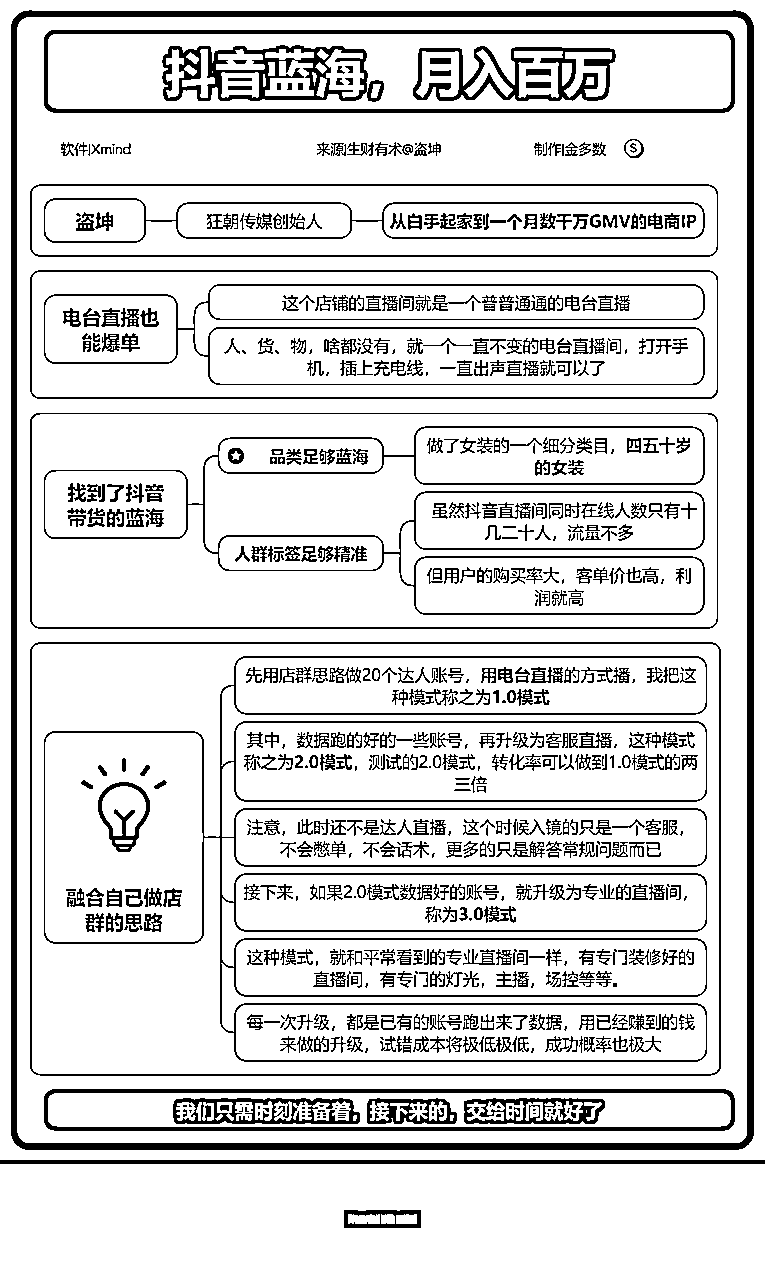 抖音蓝海，月入百万
软件|Xmind
来源|生财有术@盗坤
制作|金多数
盗坤
狂朝传媒创始人
从白手起家到一个月数千万GMV的电商IP
电台直播也
能爆单
这个店铺的直播间就是一个普普通通的电台直播
人、货、物，啥都没有，就一个一直不变的电台直播间，打开手
机，插上充电线，一直出声直播就可以了
找到了抖音
带货的蓝海
品类足够蓝海
做了女装的一个细分类目，四五十岁
的女装
人群标签足够精准
虽然抖音直播间同时在线人数只有十
几二十人，流量不多
但用户的购买率大，客单价也高，利
润就高
融合自己做店
群的思路
先用店群思路做20个达人账号，用电台直播的方式播，我把这
种模式称之为1.0模式
其中，数据跑的好的一些账号，再升级为客服直播，这种模式
称之为2.0模式，测试的2.0模式，转化率可以做到1.0模式的两
三倍
注意，此时还不是达人直播，这个时候入镜的只是一个客服，
不会憋单，不会话术，更多的只是解答常规问题而已
接下来，如果2.0模式数据好的账号，就升级为专业的直播间，
称为3.0模式
这种模式，就和平常看到的专业直播间一样，有专门装修好的
直播间，有专门的灯光，主播，场控等等。
每一次升级，都是已有的账号跑出来了数据，用已经赚到的钱
来做的升级，试错成本将极低极低，成功概率也极大
我们只需时刻准备着，接下来的，交给时间就好了